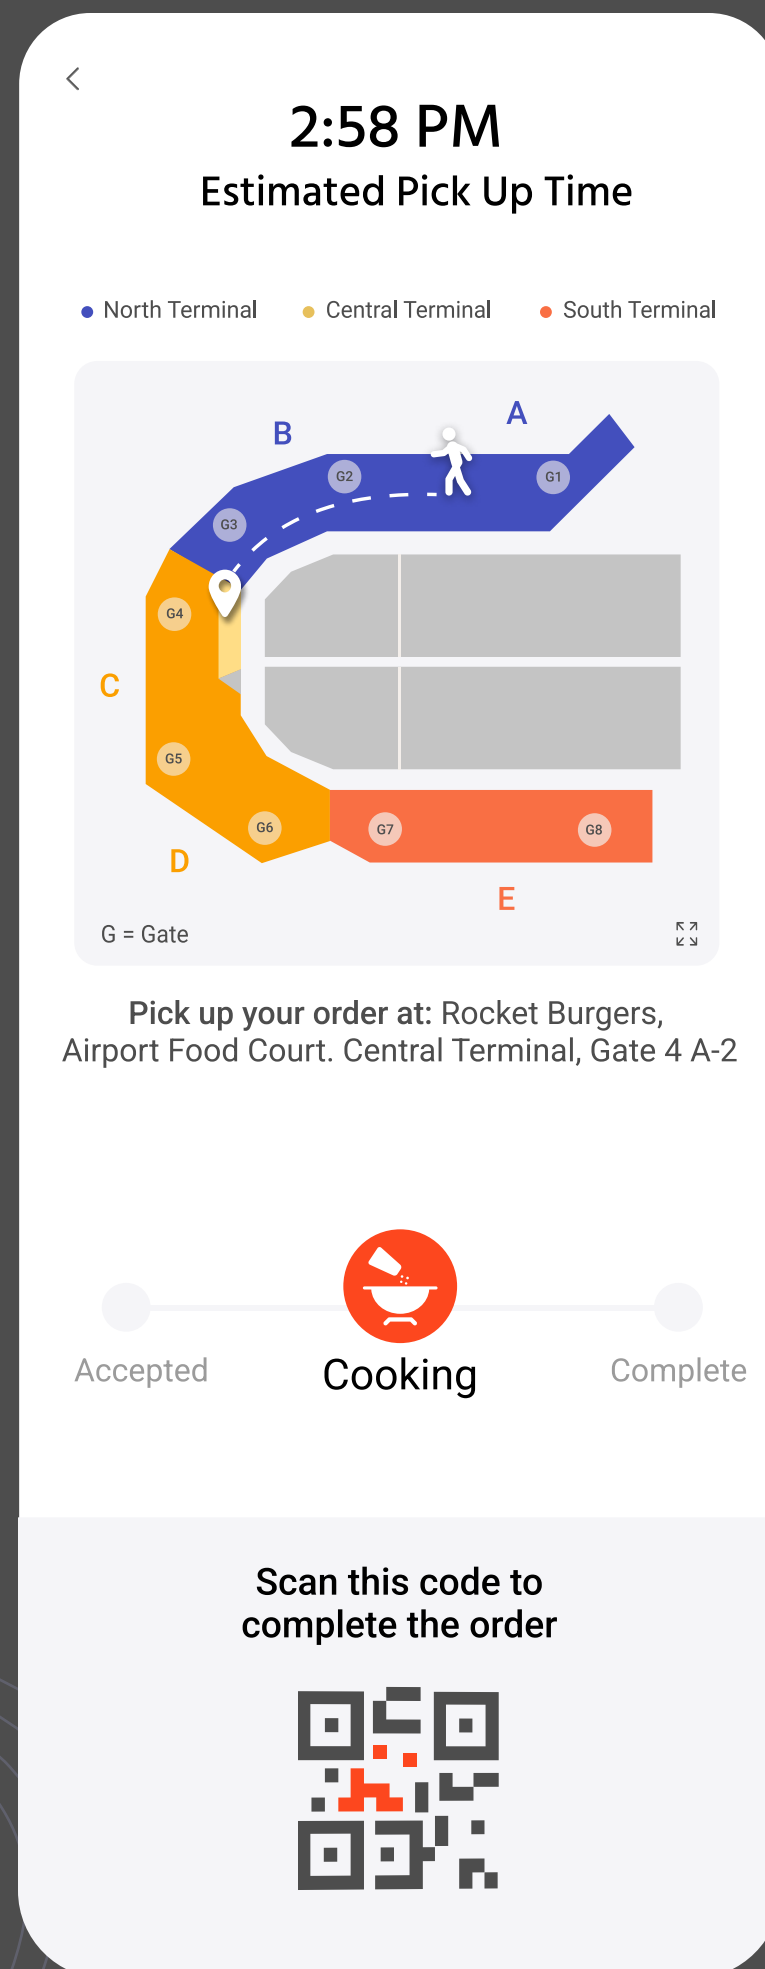 2:58 PM
Estimated Pick Up Time
North Terminal
Central Terminal
South Terminal
A
B
G2
G1
G3
G4
C
G5
G6
G7
G8
D
E
G = Gate
Pick up your order at: Rocket Burgers,
Airport Food Court. Central Terminal, Gate 4 A-2
Accepted
Cooking
Complete
Scan this code to
complete the order